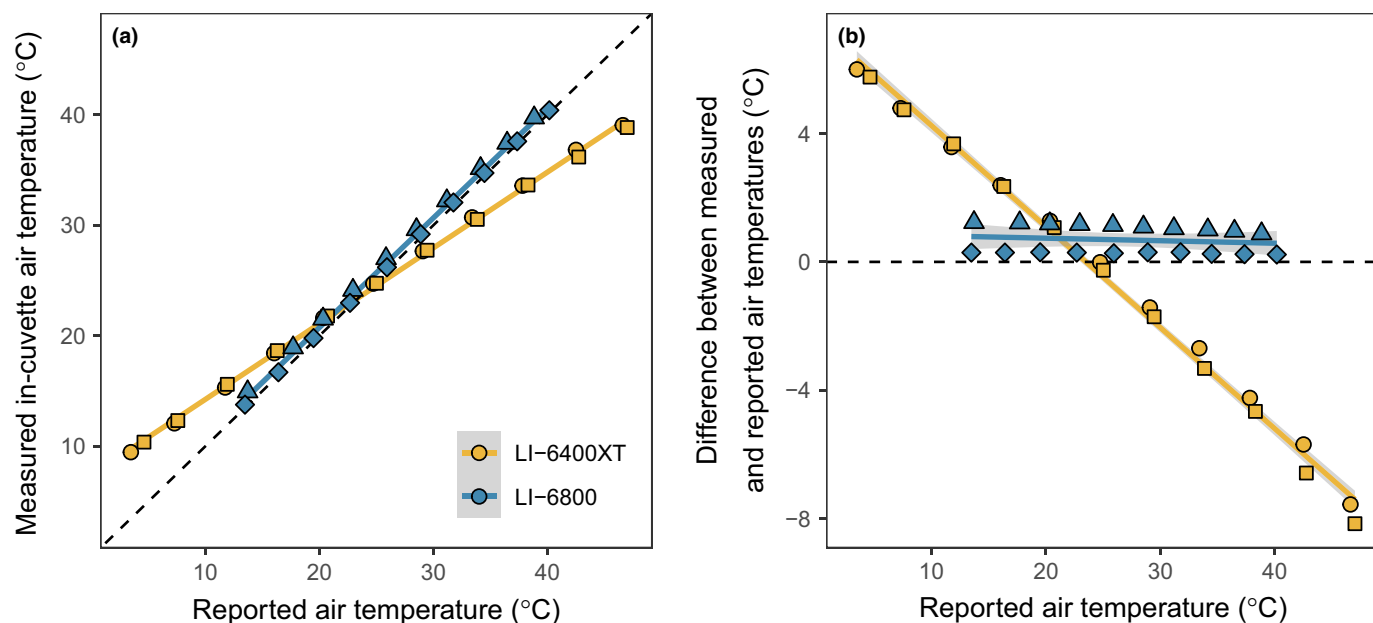 (a)
Measured in-cuvette air temperature (°C)
40
30
20
10
LI−6400XT
LI−6800
10 20 30 40
Reported air temperature (°C)
(b)
Difference between measured
and reported air temperatures (°C)
4
0
−4
−8
10 20 30 40
Reported air temperature (°C)